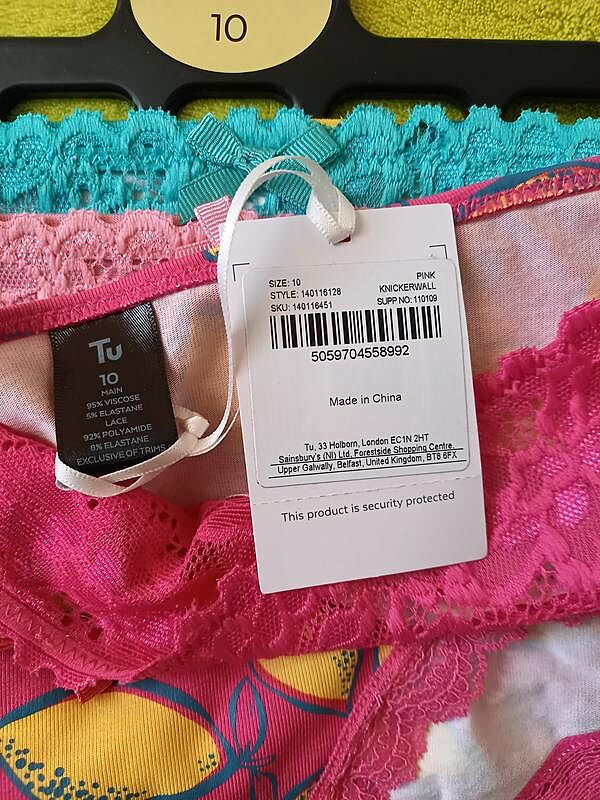 10
SIZE: 10 PINK
STYLE: 140116128 KNICKERWALL
SKU: 140116451 SUPP NO: 110109
5059704558992
Made in China
Tu, 33 Holborn, London EC1N 2HT
Sainsbury's (NI) Ltd, Forestside Shopping Centre,
Upper Galwally, Belfast, United Kingdom, BT8 6FX
This product is security protected
Tu
10
MAIN
95% VISCOSE
5% ELASTANE
LACE
92% POLYAMIDE
8% ELASTANE
EXCLUSIVE OF TRIMS